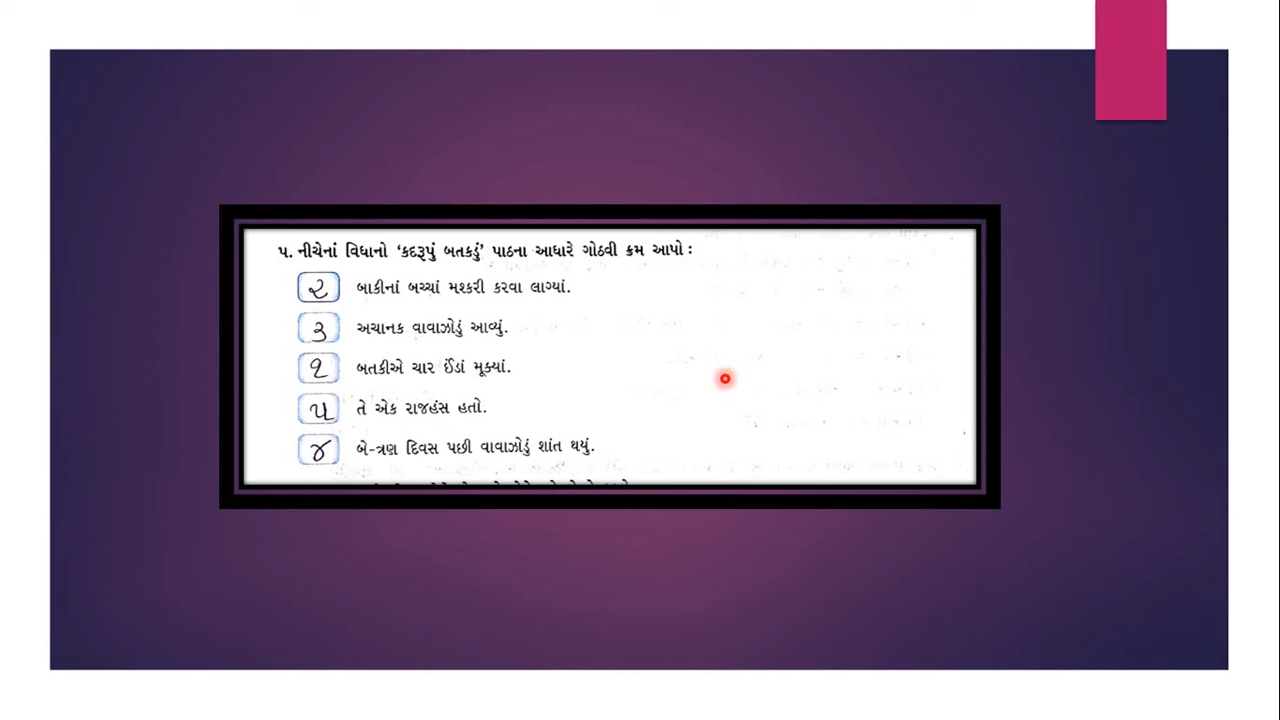 ૫. નીચેનાં વિધાનો ‘કદરૂપું બતકડું’ પાઠના આધારે ગોઠવી ક્રમ આપો :
૨ બાકીનાં બચ્ચાં મશ્કરી કરવા લાગ્યાં.
૩ અચાનક વાવાઝોડું આવ્યું.
૧ બતકીએ ચાર ઈંડાં મૂક્યાં.
૫ તે એક રાજહંસ હતો.
૪ બે-ત્રણ દિવસ પછી વાવાઝોડું શાંત થયું.